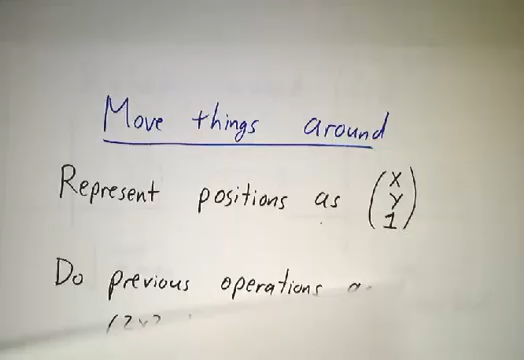 Move things around
Represent positions as (x y 1)
Do previous operations